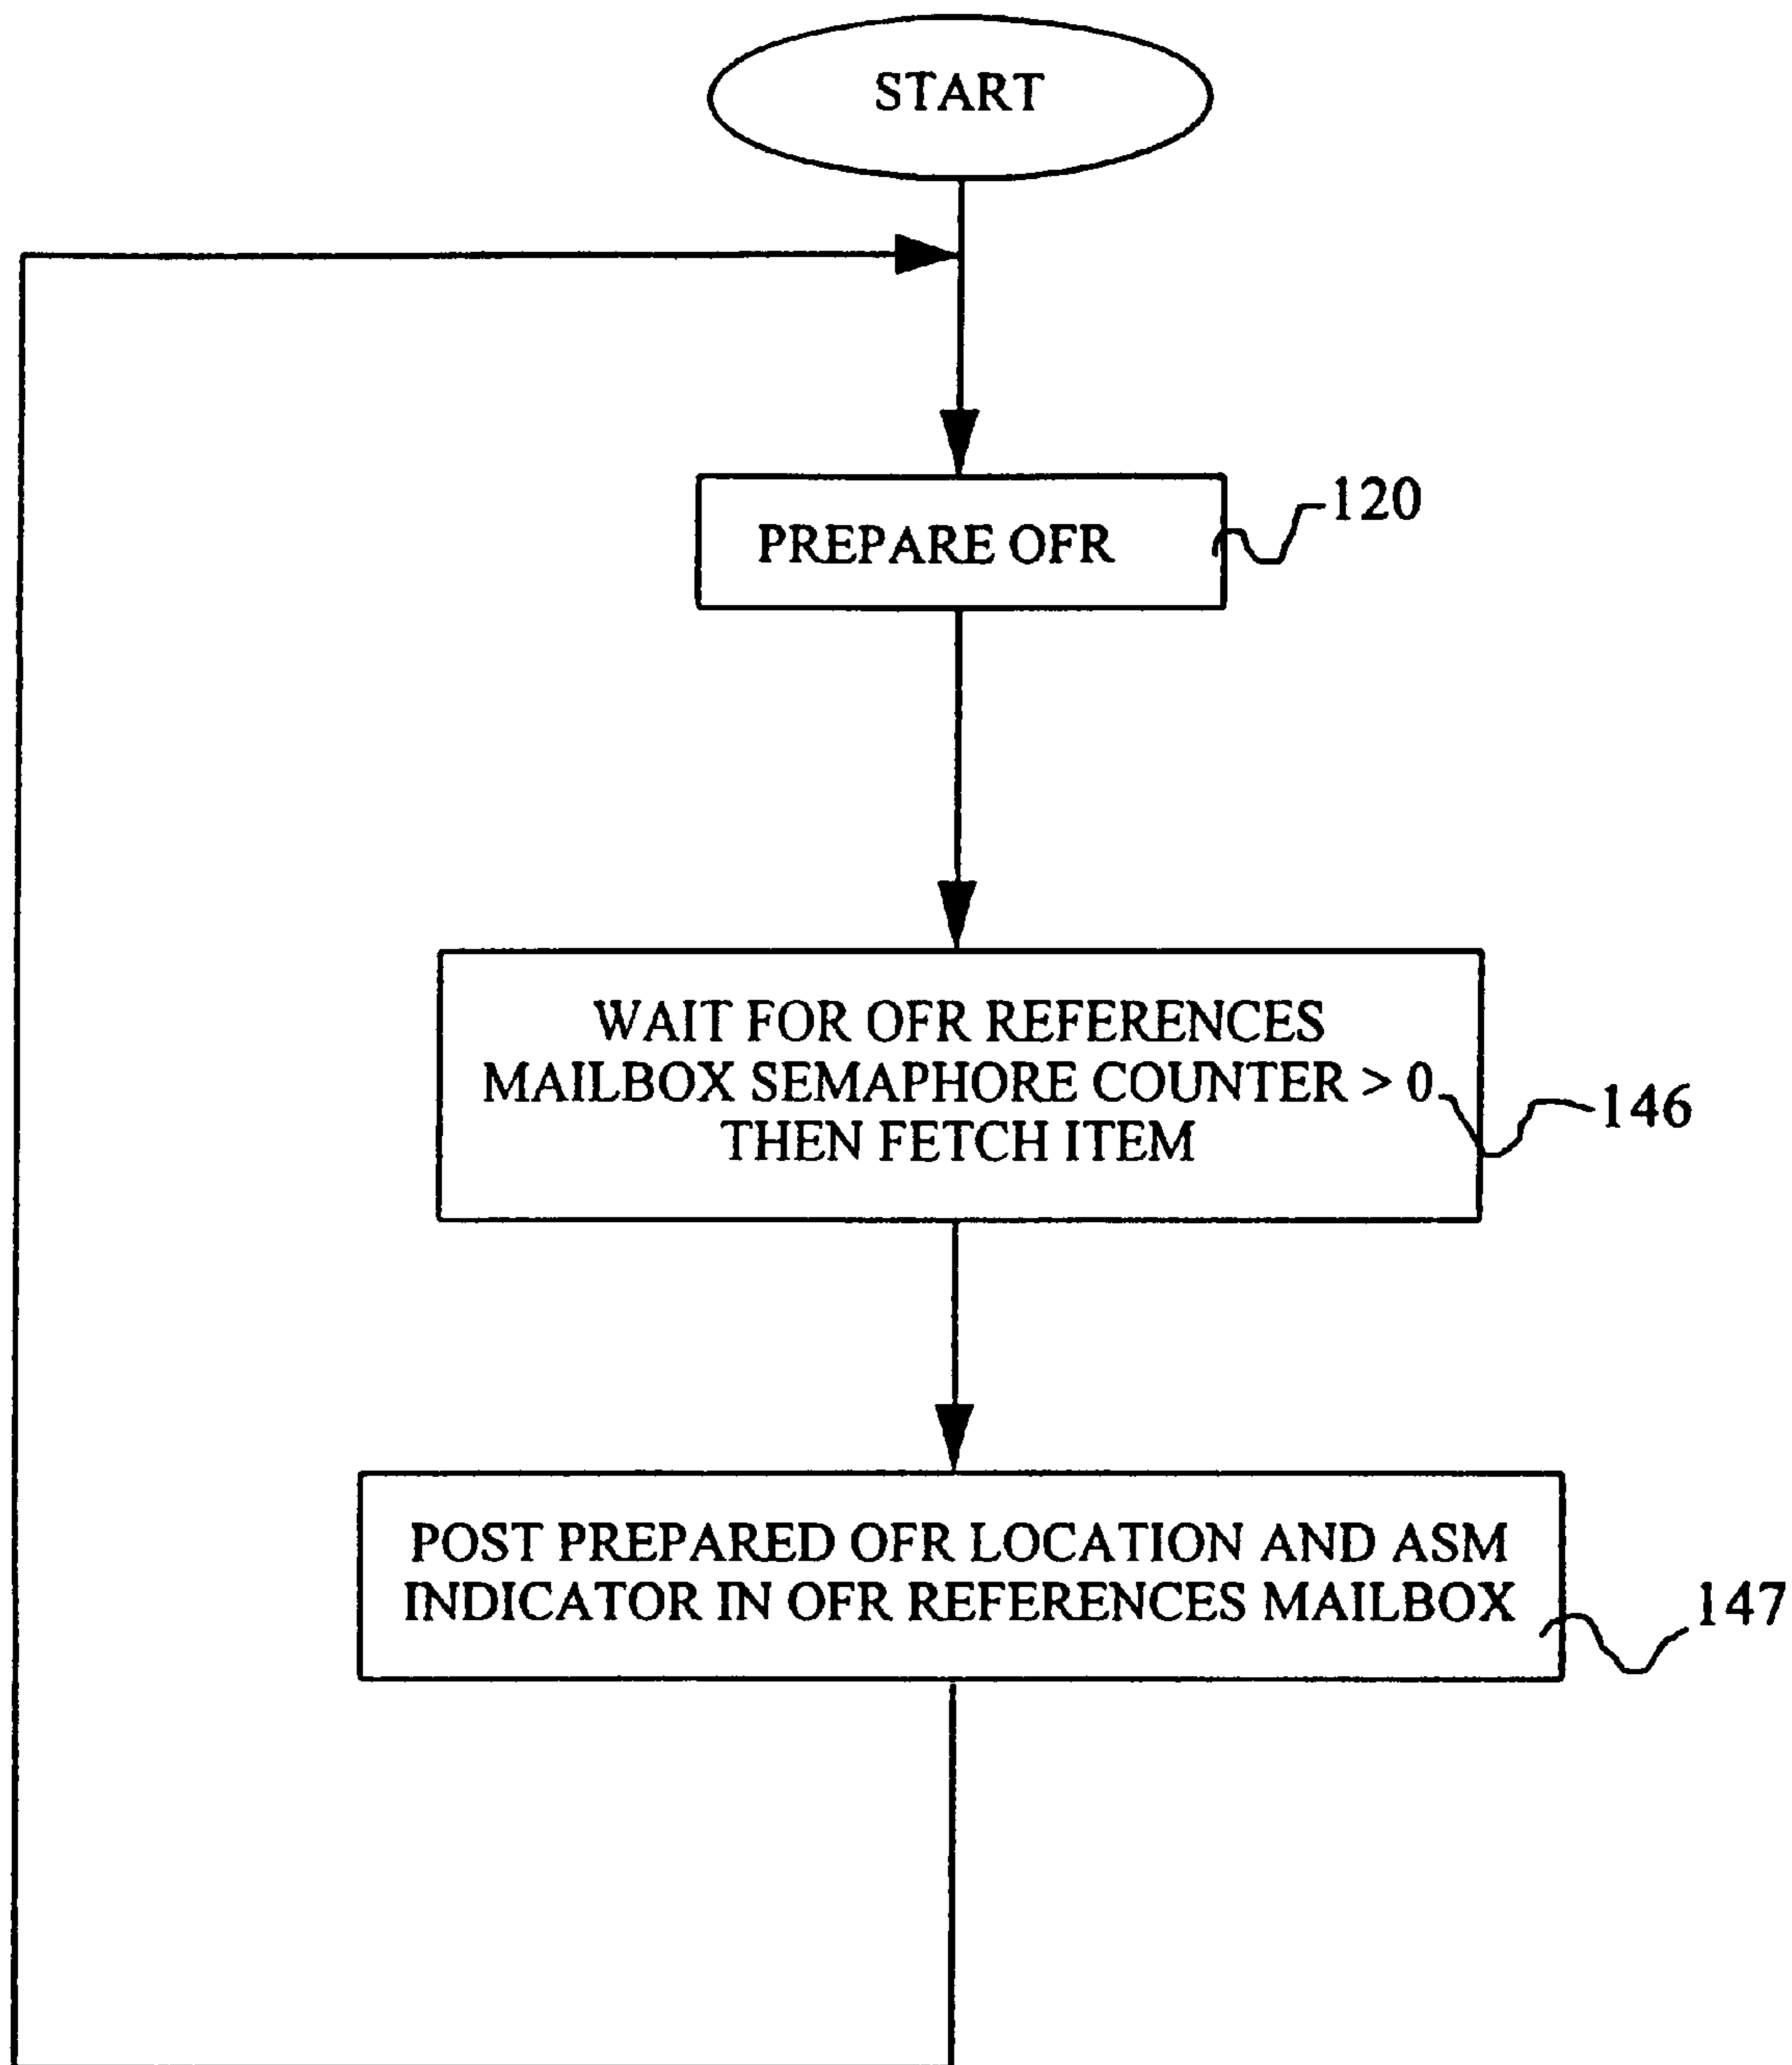 START
PREPARE OFR
120
WAIT FOR OFR REFERENCES
MAILBOX SEMAPHORE COUNTER > 0
THEN FETCH ITEM
146
POST PREPARED OFR LOCATION AND ASM
INDICATOR IN OFR REFERENCES MAILBOX
147